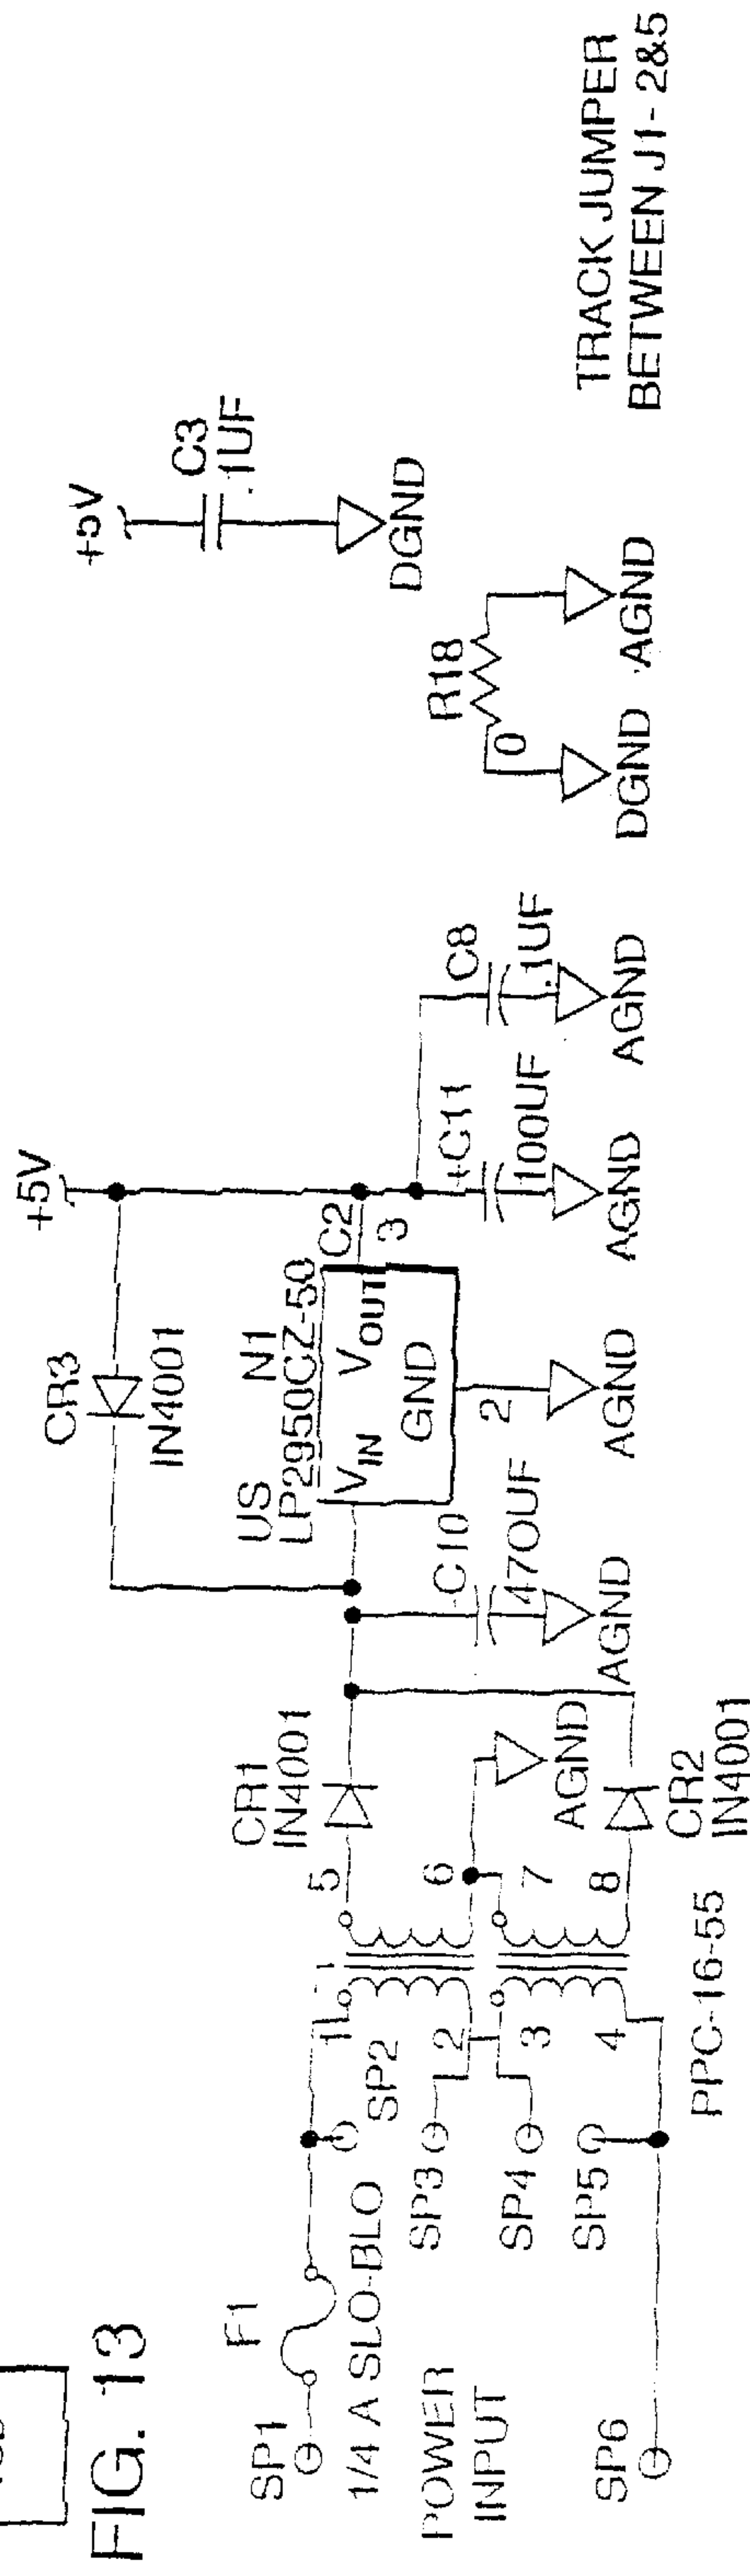 FIG. 13
SP1
F1
1/4 A SLO-BLO
POWER
INPUT
SP6
SP2
SP3
SP4
SP5
1
2
3
4
PPC-16-55
5
6
7
8
CR1
IN4001
AGND
CR2
IN4001
C10
470UF
AGND
CR3
IN4001
US
N1
LP2950CZ-50
VIN
VOUT
GND
2
AGND
C2
3
+5V
+C11
100UF
AGND
C8
.1UF
AGND
R18
0
DGND
AGND
+5V
C3
.1UF
DGND
TRACK JUMPER
BETWEEN J1- 2&5